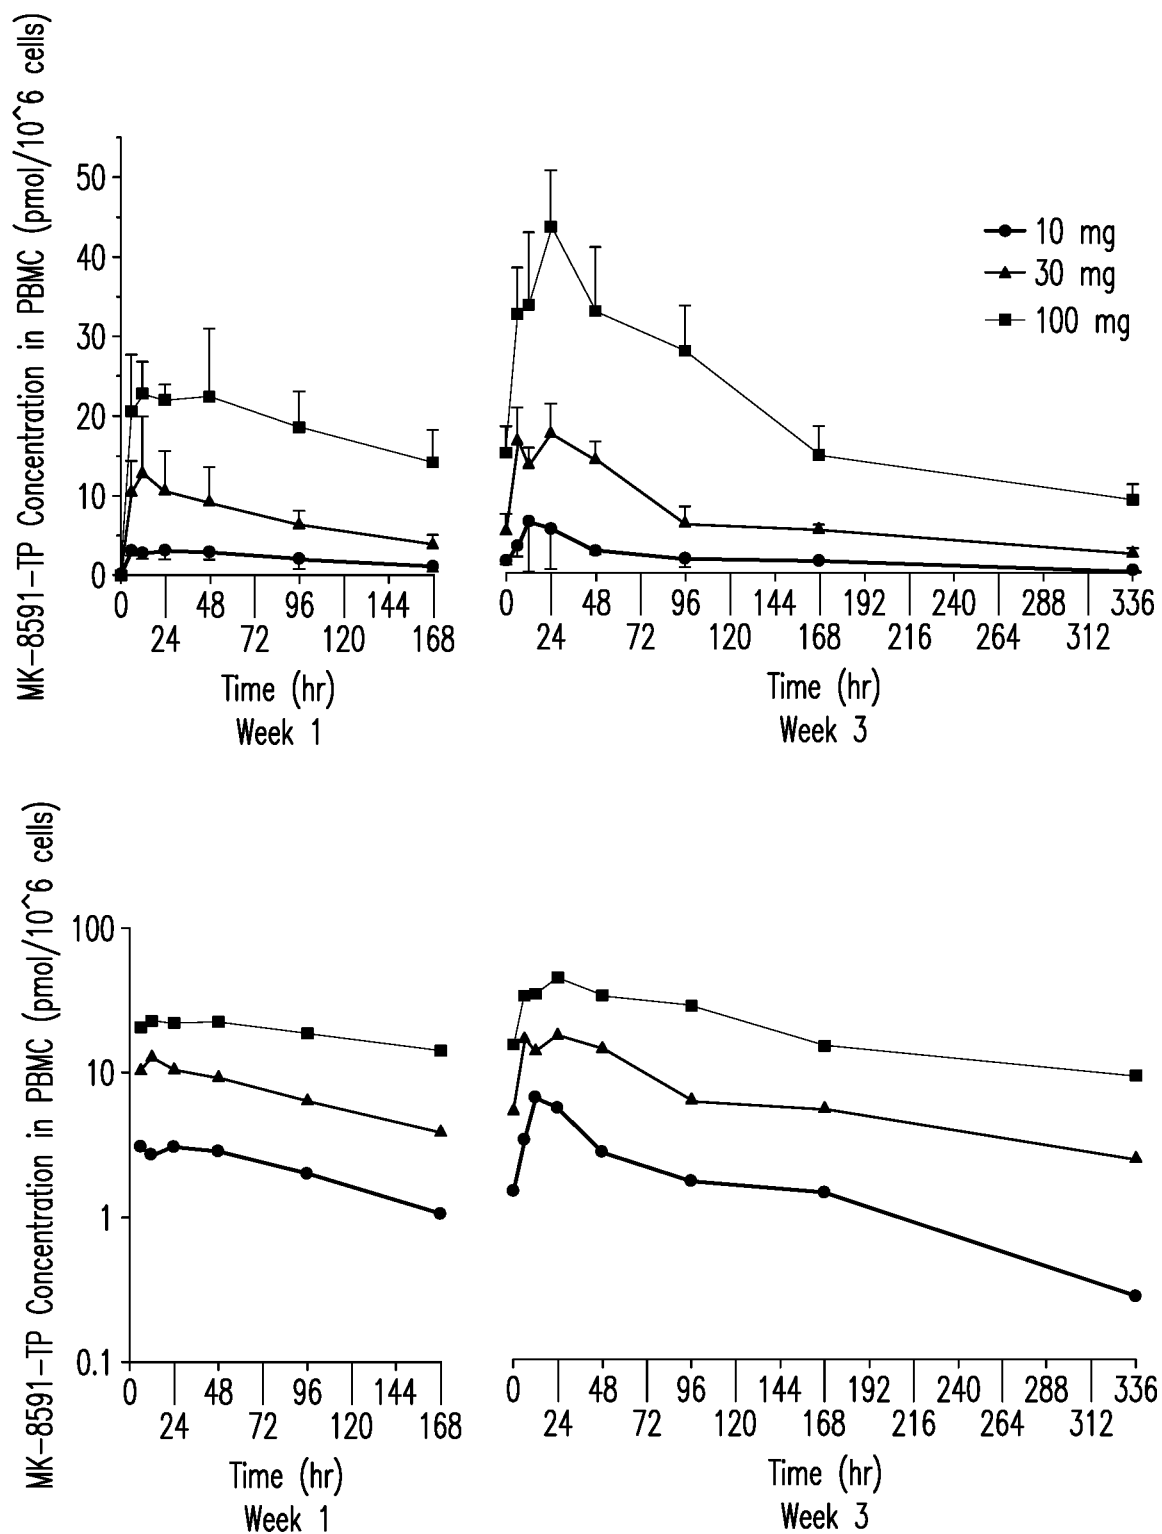 MK-8591-TP Concentration in PBMC (pmol/10^6 cells)
50
40
30
20
10
0
10 mg
30 mg
100 mg
0 48 96 144
24 72 120 168
Time (hr)
Week 1
0 48 96 144 192 240 288 336
24 72 120 168 216 264 312
Time (hr)
Week 3
MK-8591-TP Concentration in PBMC (pmol/10^6 cells)
100
10
1
0.1
0 48 96 144
24 72 120 168
Time (hr)
Week 1
0 48 96 144 192 240 288 336
24 72 120 168 216 264 312
Time (hr)
Week 3